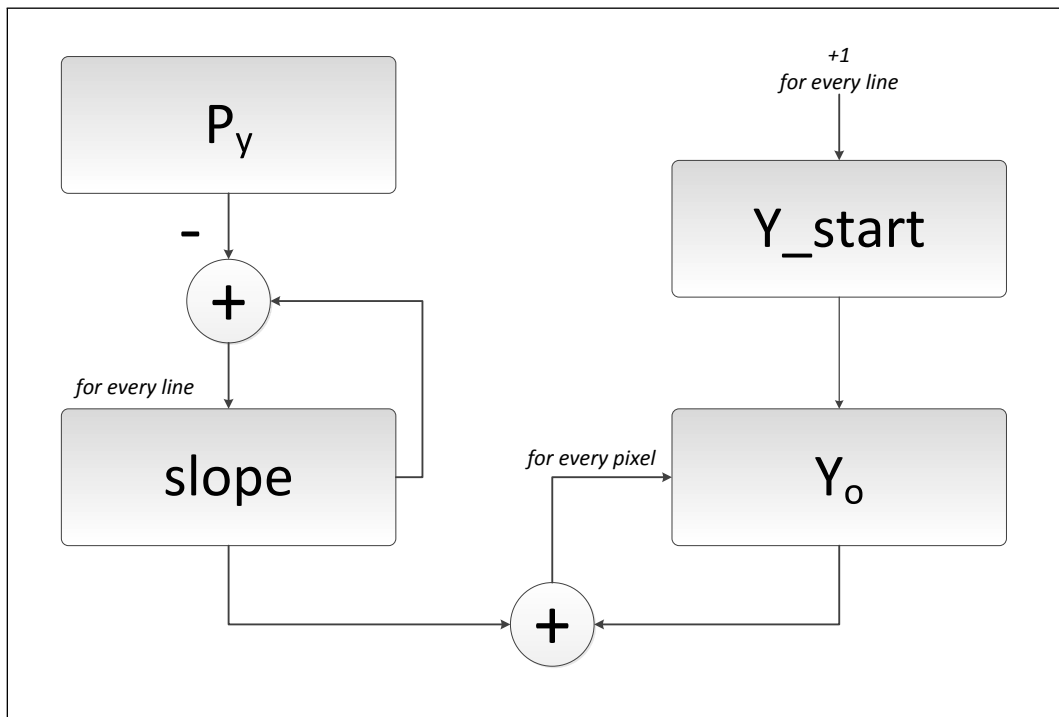 P_y
-
+
for every line
slope
+1
for every line
Y_start
for every pixel
Y_o
+